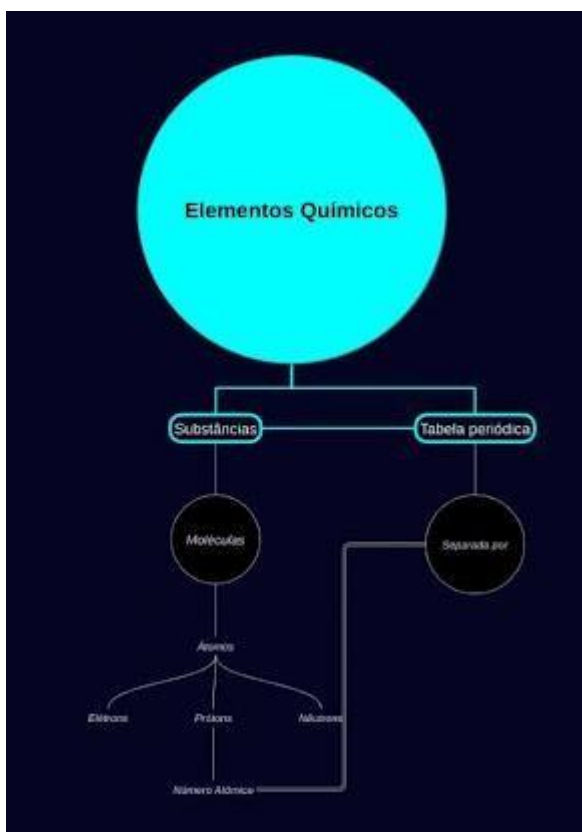 Elementos Químicos
Substâncias
Tabela periódica
Moléculas
Separada por
Átomos
Elétrons
Prótons
Nêutrons
Número Atômico